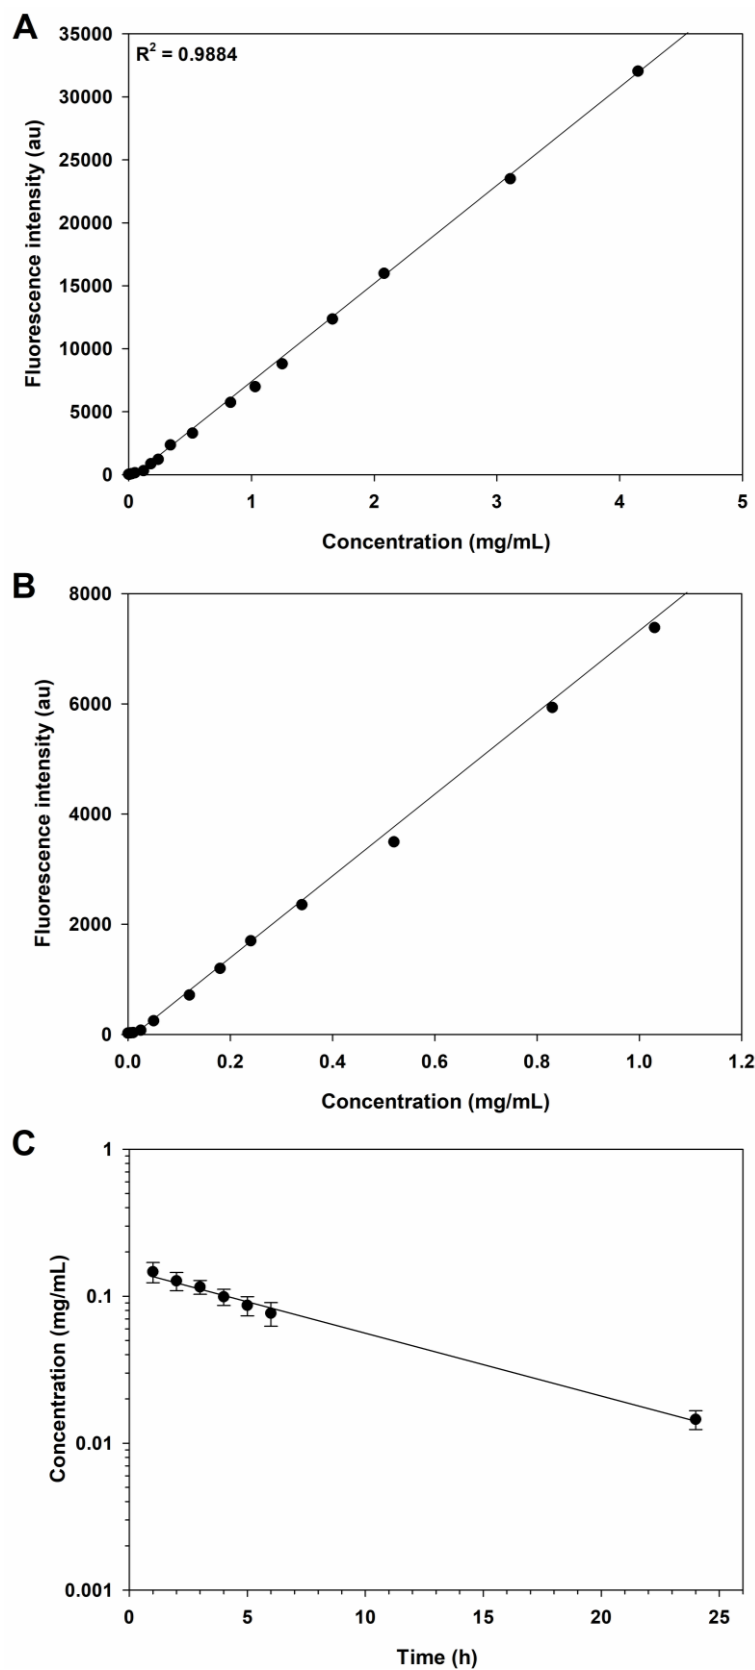 A
R² = 0.9884
35000
30000
25000
20000
15000
10000
5000
0
Fluorescence intensity (au)
0 1 2 3 4 5
Concentration (mg/mL)
B
8000
6000
4000
2000
0
Fluorescence intensity (au)
0.0 0.2 0.4 0.6 0.8 1.0 1.2
Concentration (mg/mL)
C
1
0.1
0.01
0.001
Concentration (mg/mL)
0 5 10 15 20 25
Time (h)